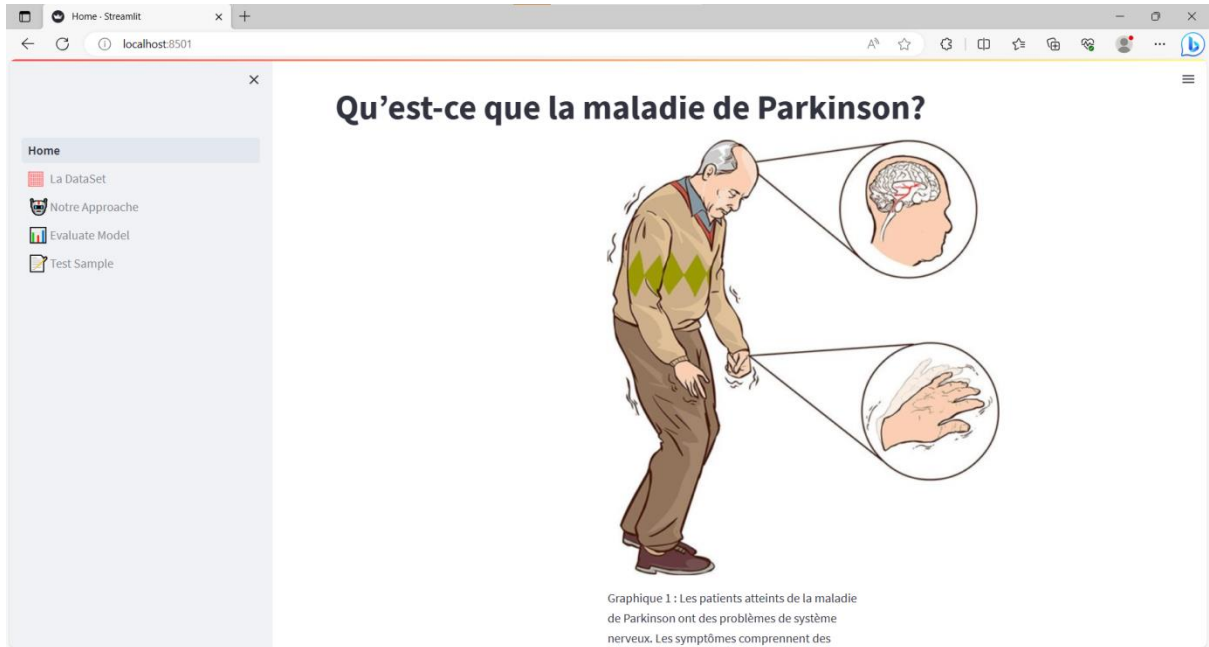 Home · Streamlit
localhost:8501
Qu’est-ce que la maladie de Parkinson?
Home
La DataSet
Notre Approache
Evaluate Model
Test Sample
Graphique 1 : Les patients atteints de la maladie
de Parkinson ont des problèmes de système
nerveux. Les symptômes comprennent des